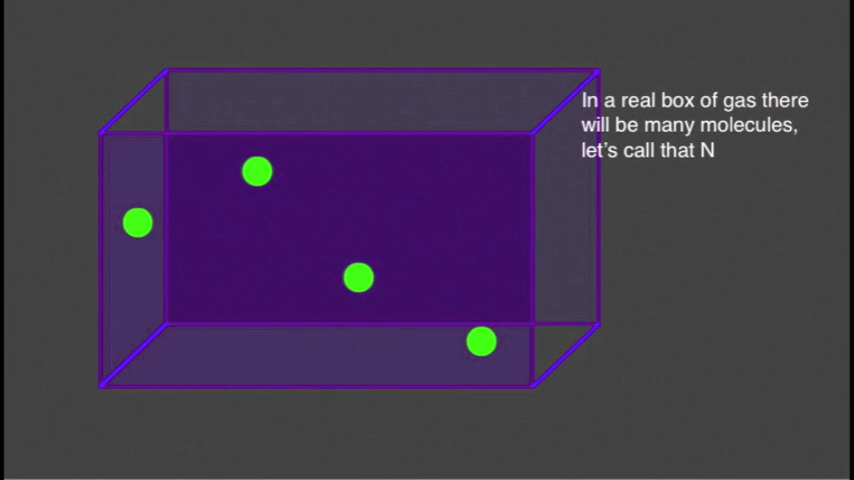 In a real box of gas there
will be many molecules,
let's call that N